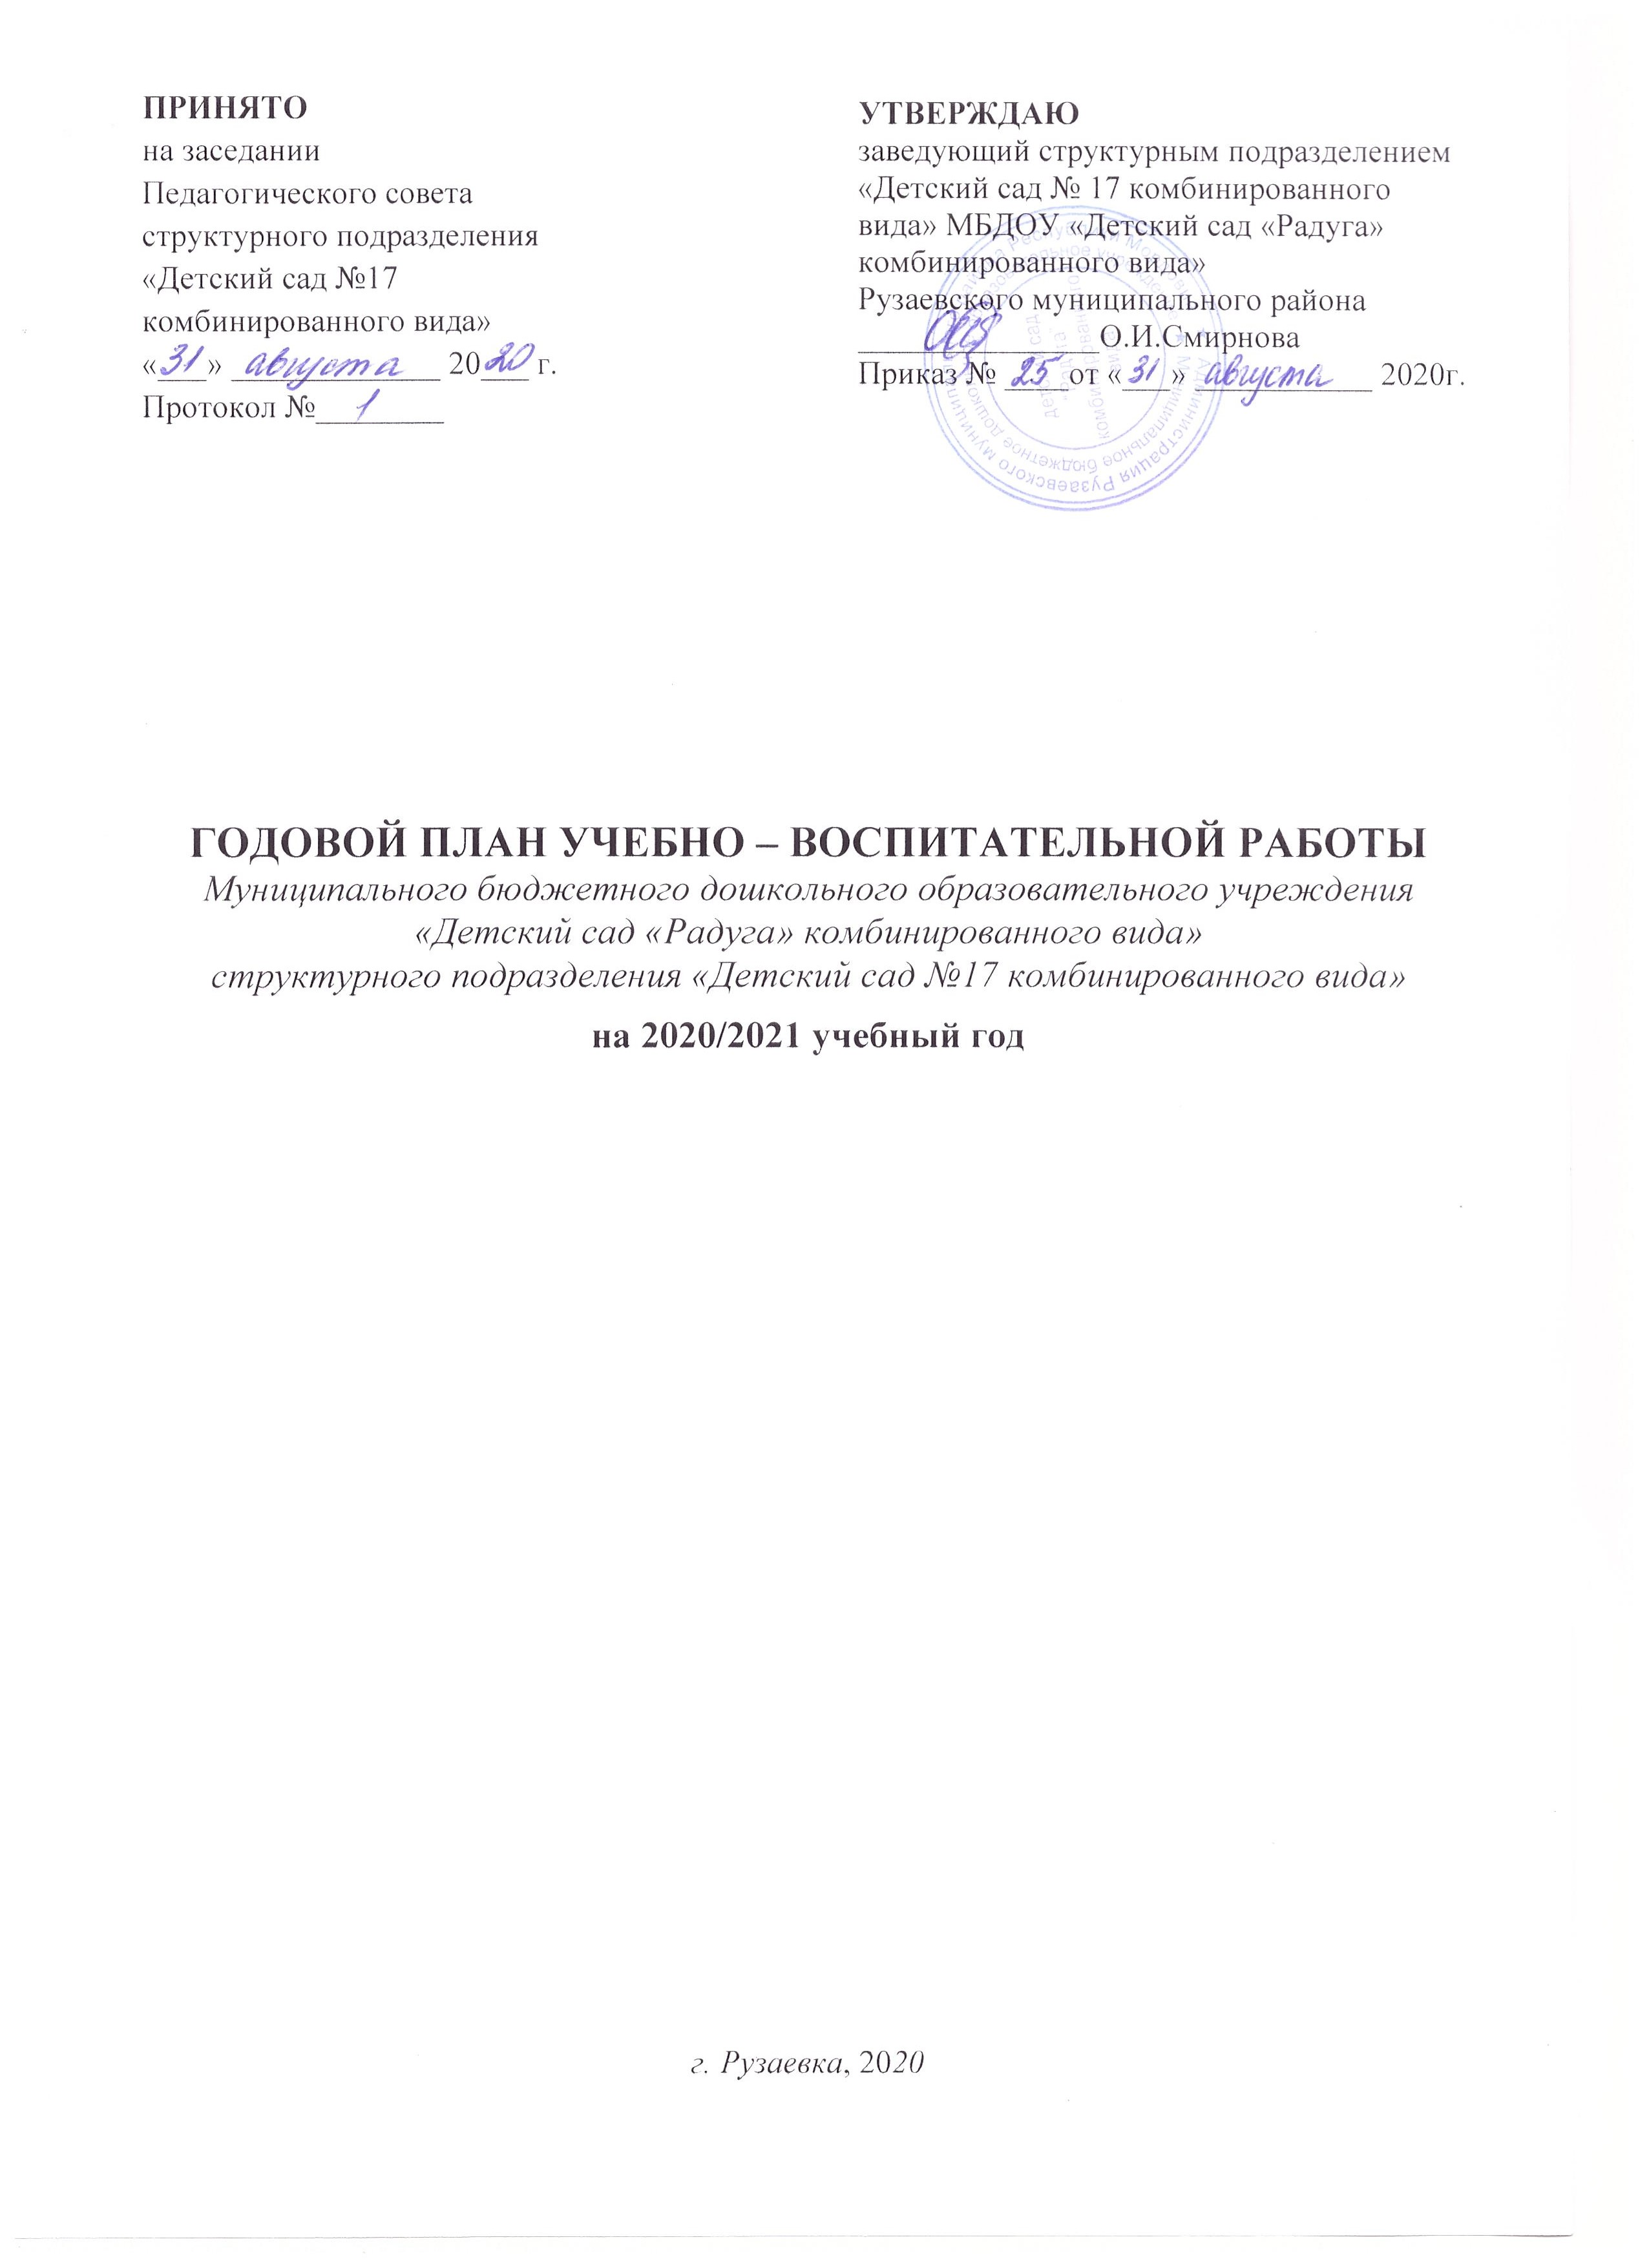 ПРИНЯТО
на заседании
Педагогического совета
структурного подразделения
«Детский сад №17
комбинированного вида»
«31» августа 2020 г.
Протокол № 1
УТВЕРЖДАЮ
заведующий структурным подразделением
«Детский сад № 17 комбинированного
вида» МБДОУ «Детский сад «Радуга»
комбинированного вида»
Рузаевского муниципального района
О.И.Смирнова
Приказ № 25 от «31» августа 2020г.
ГОДОВОЙ ПЛАН УЧЕБНО – ВОСПИТАТЕЛЬНОЙ РАБОТЫ
Муниципального бюджетного дошкольного образовательного учреждения
«Детский сад «Радуга» комбинированного вида»
структурного подразделения «Детский сад №17 комбинированного вида»
на 2020/2021 учебный год
г. Рузаевка, 2020